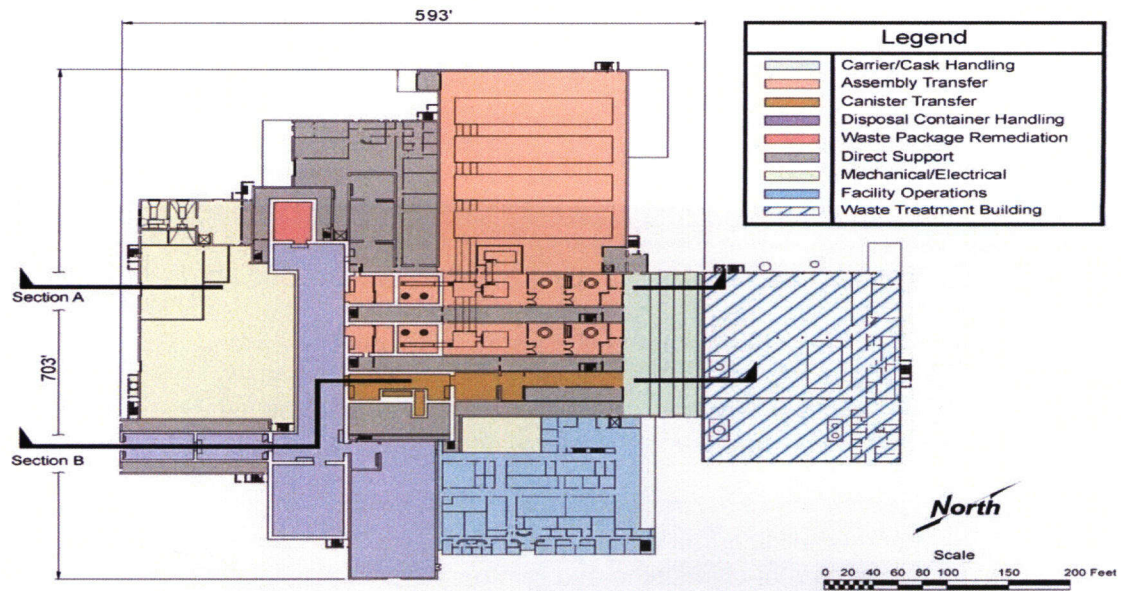 593'
Legend
Carrier/Cask Handling
Assembly Transfer
Canister Transfer
Disposal Container Handling
Waste Package Remediation
Direct Support
Mechanical/Electrical
Facility Operations
Waste Treatment Building
Section A
703'
Section B
North
Scale
0 20 40 60 80 100 150 200 Feet